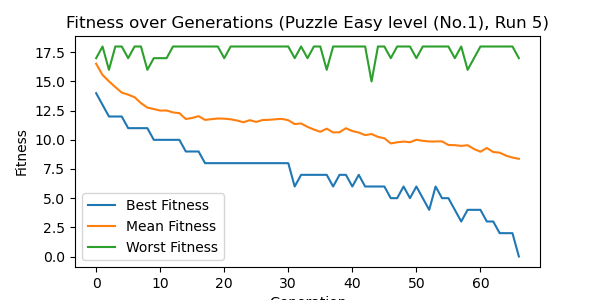 Fitness over Generations (Puzzle Easy level (No.1), Run 5)
17.5
15.0
12.5
10.0
7.5
5.0
2.5
0.0
Fitness
Best Fitness
Mean Fitness
Worst Fitness
0 10 20 30 40 50 60
Generation